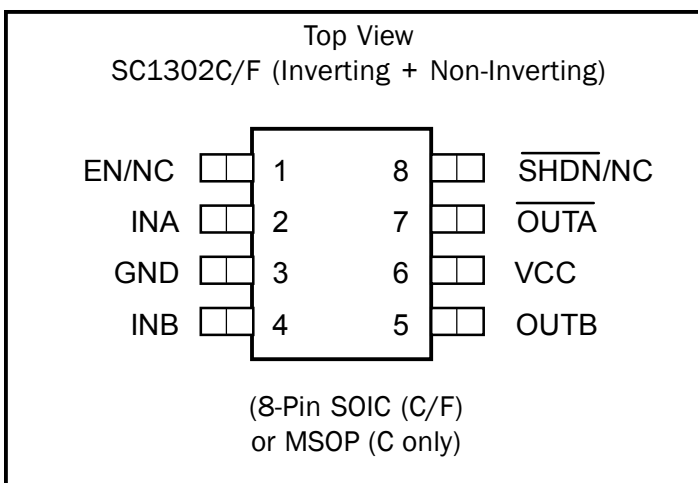 Top View
SC1302C/F (Inverting + Non-Inverting)
EN/NC 1 8 SHDN/NC
INA 2 7 OUTA
GND 3 6 VCC
INB 4 5 OUTB
(8-Pin SOIC (C/F)
or MSOP (C only)